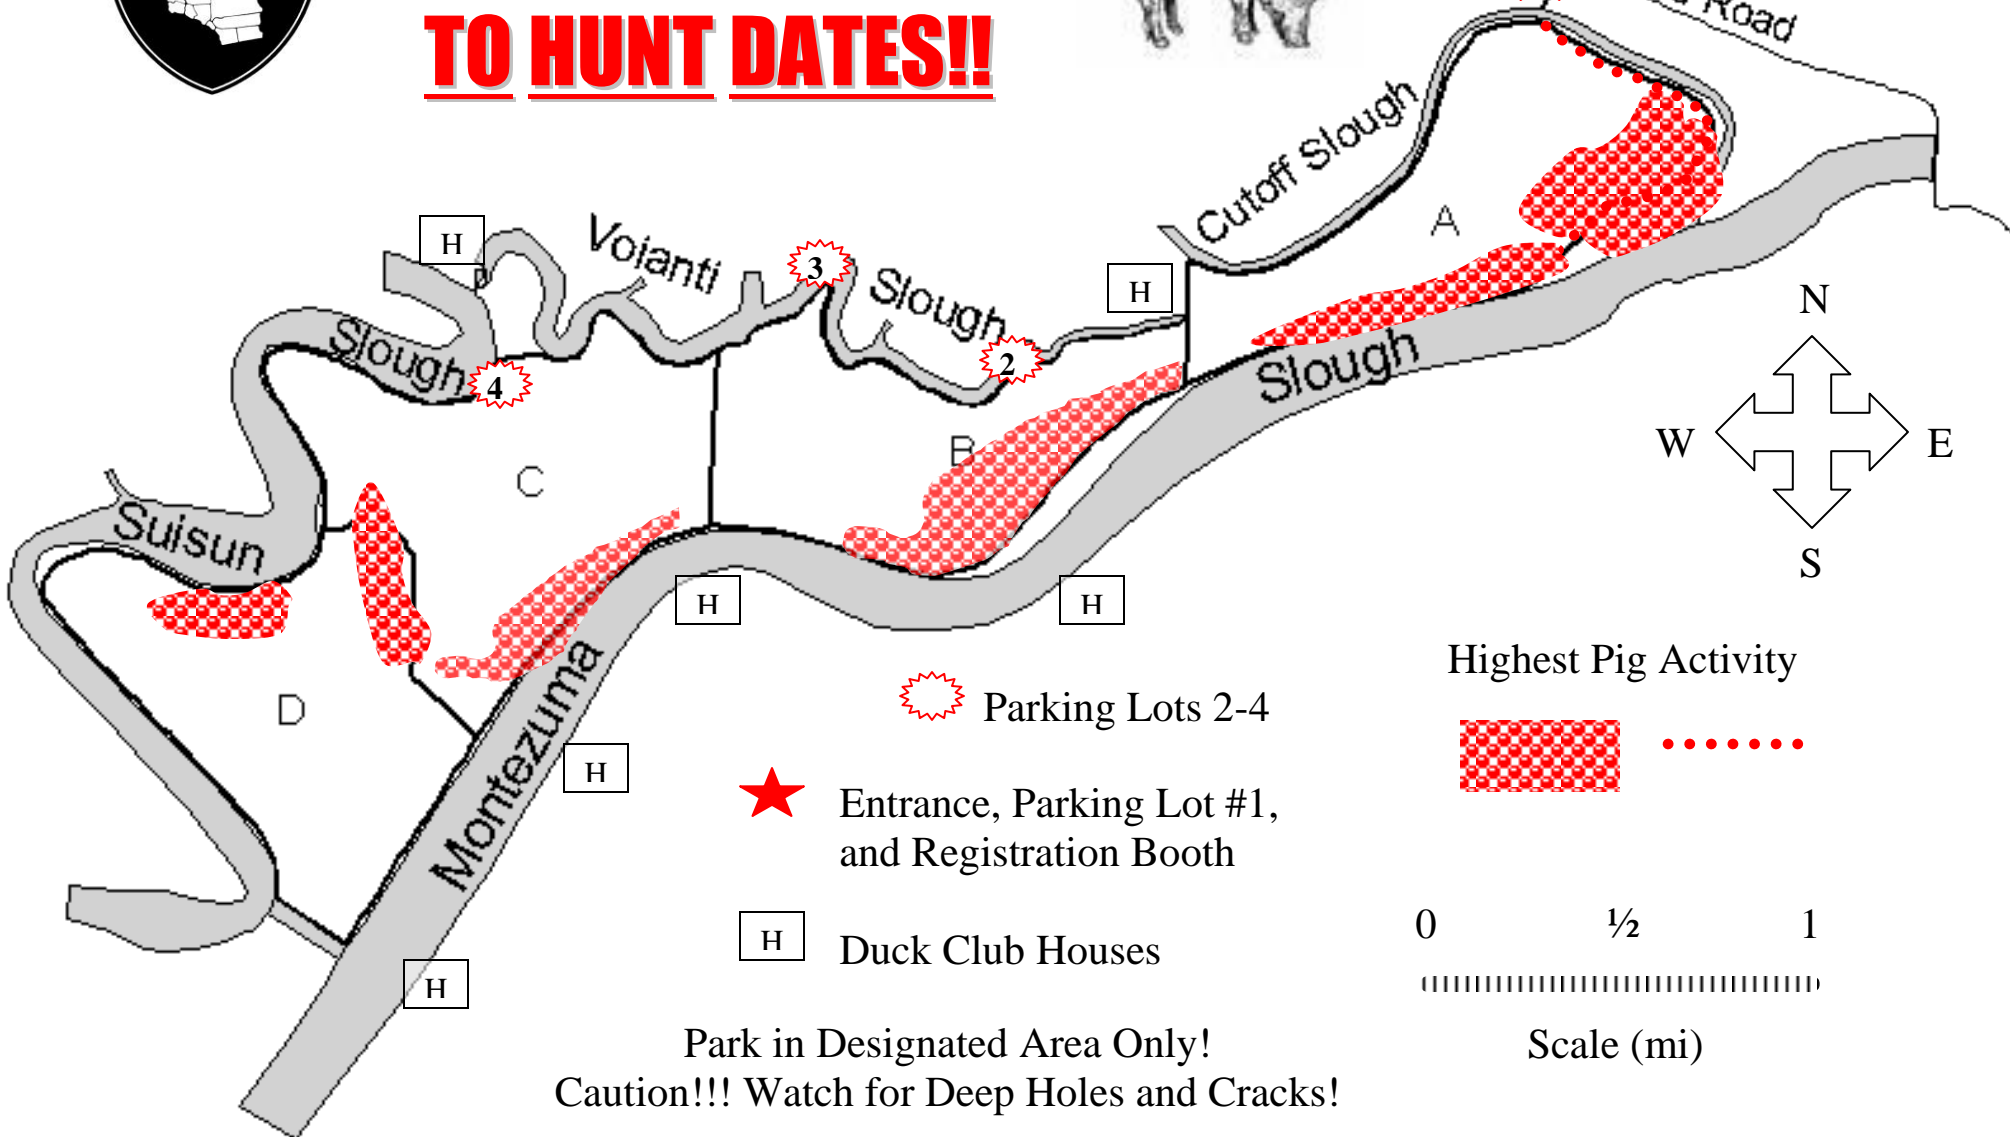 TO HUNT DATES!!
Road
Cutoff Slough
A
H
Voianti
3
Slough
H
2
Slough
4
Slough
B
C
Suisun
H
H
D
Montezuma
H
H
N
W
E
S
Highest Pig Activity
Parking Lots 2-4
Entrance, Parking Lot #1,
and Registration Booth
H
Duck Club Houses
0 ½ 1
Scale (mi)
Park in Designated Area Only!
Caution!!! Watch for Deep Holes and Cracks!